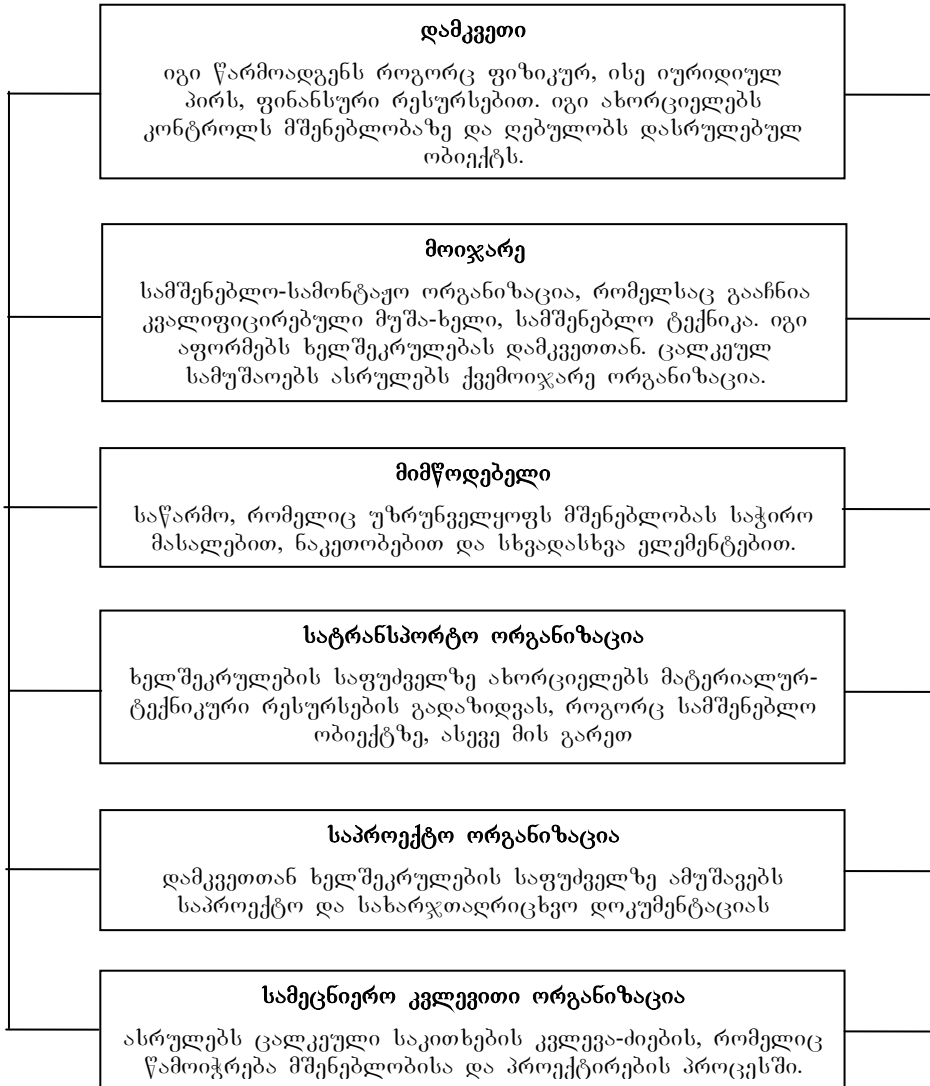 დამკვეთი
იგი წარმოადგენს როგორც ფიზიკურ, ისე იურიდიულ
პირს, ფინანსური რესურსებით. იგი ახორციელებს
კონტროლს მშენებლობაზე და ღებულობს დასრულებულ
ობიექტს.
მოიჯარე
სამშენებლო-სამონტაჟო ორგანიზაცია, რომელსაც გააჩნია
კვალიფიცირებული მუშა-ხელი, სამშენებლო ტექნიკა. იგი
აფორმებს ხელშეკრულებას დამკვეთთან. ცალკეულ
სამუშაოებს ასრულებს ქვემოიჯარე ორგანიზაცია.
მიმწოდებელი
საწარმო, რომელიც უზრუნველყოფს მშენებლობას საჭირო
მასალებით, ნაკეთობებით და სხვადასხვა ელემენტებით.
სატრანსპორტო ორგანიზაცია
ხელშეკრულების საფუძველზე ახორციელებს მატერიალურ-
ტექნიკური რესურსების გადაზიდვას, როგორც სამშენებლო
ობიექტზე, ასევე მის გარეთ
საპროექტო ორგანიზაცია
დამკვეთთან ხელშეკრულების საფუძველზე ამუშავებს
საპროექტო და სახარჯთაღრიცხვო დოკუმენტაციას
სამეცნიერო კვლევითი ორგანიზაცია
ასრულებს ცალკეული საკითხების კვლევა-ძიების, რომელიც
წამოიჭრება მშენებლობისა და პროექტირების პროცესში.